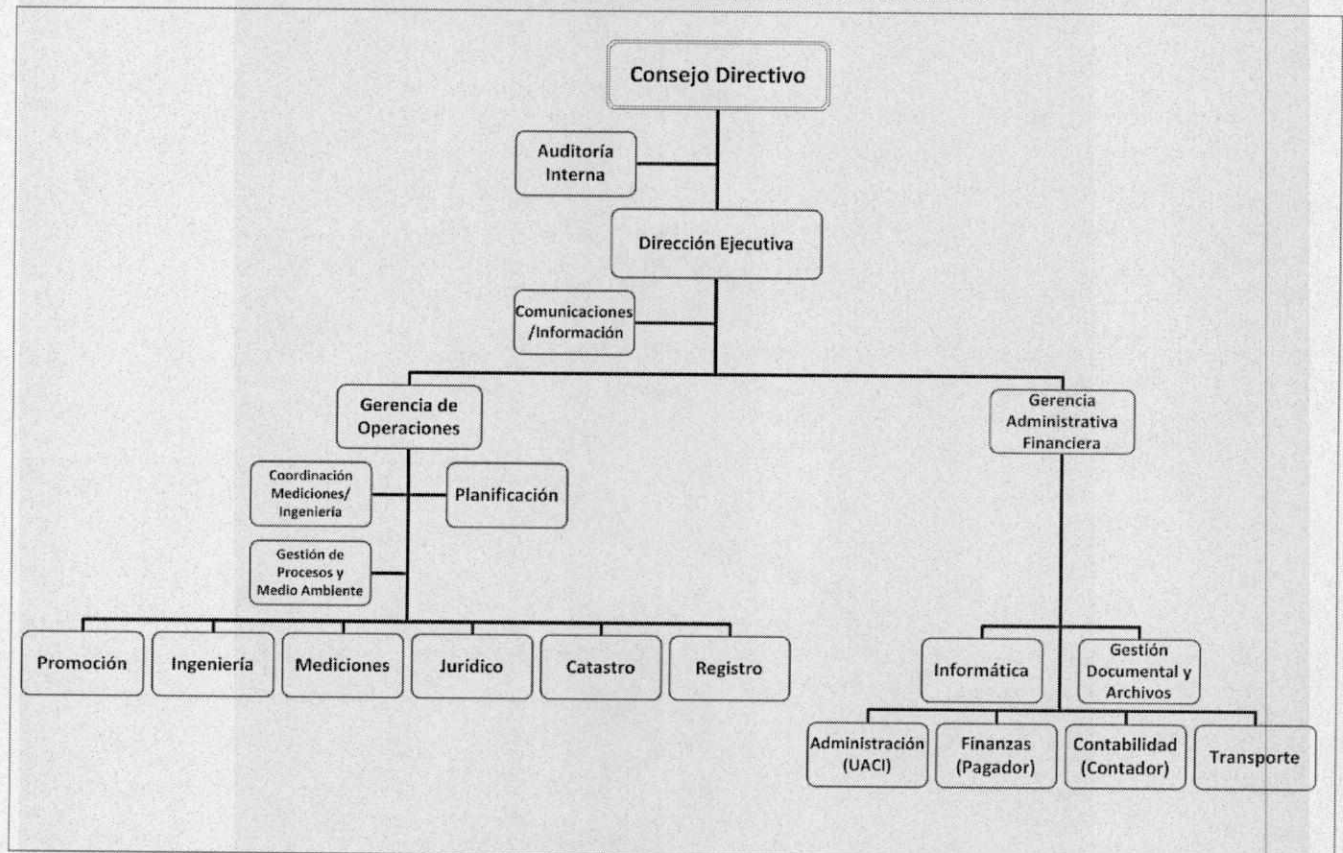 Consejo Directivo
Auditoría
Interna
Dirección Ejecutiva
Comunicaciones
/Información
Gerencia de
Operaciones
Gerencia
Administrativa
Financiera
Coordinación
Mediciones/
Ingeniería
Planificación
Gestión de
Procesos y
Medio Ambiente
Promoción
Ingeniería
Mediciones
Jurídico
Catastro
Registro
Informática
Gestión
Documental y
Archivos
Administración
(UACI)
Finanzas
(Pagador)
Contabilidad
(Contador)
Transporte